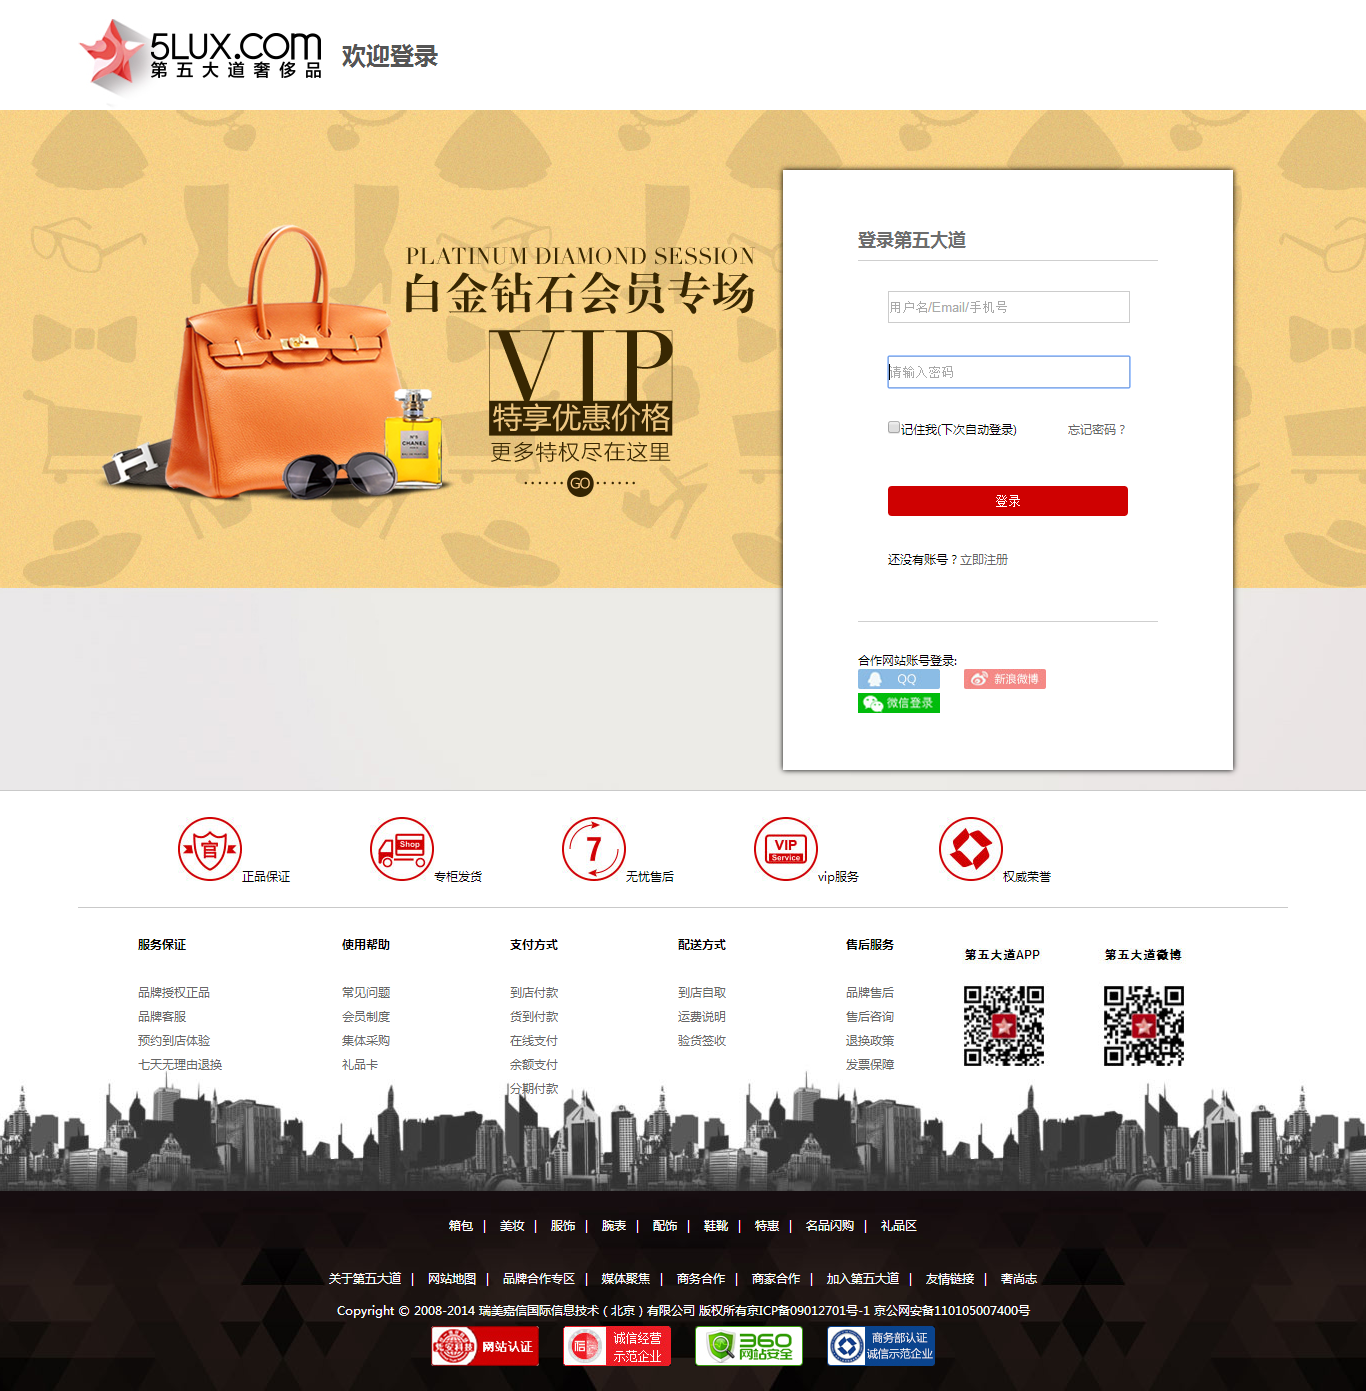 5LUX.COM
第五大道奢侈品
欢迎登录
PLATINUM DIAMOND SESSION
白金钻石会员专场
VIP
特享优惠价格
更多特权尽在这里
GO
N°5
CHANEL
登录第五大道
用户名/Email/手机号
请输入密码
记住我(下次自动登录) 忘记密码？
登录
还没有账号？立即注册
合作网站账号登录:
QQ 新浪微博
微信登录
官 正品保证
Shop 专柜发货
7 无忧售后
VIP Service vip服务
权威荣誉
服务保证
品牌授权正品
品牌客服
预约到店体验
七天无理由退换
使用帮助
常见问题
会员制度
集体采购
礼品卡
支付方式
到店付款
货到付款
在线支付
余额支付
分期付款
配送方式
到店自取
运费说明
验货签收
售后服务
品牌售后
售后咨询
退换政策
发票保障
第五大道APP
第五大道微博
箱包 | 美妆 | 服饰 | 腕表 | 配饰 | 鞋靴 | 特惠 | 名品闪购 | 礼品区
关于第五大道 | 网站地图 | 品牌合作专区 | 媒体聚焦 | 商务合作 | 商家合作 | 加入第五大道 | 友情链接 | 奢尚志
Copyright © 2008-2014 瑞美嘉信国际信息技术（北京）有限公司 版权所有京ICP备09012701号-1 京公网安备110105007400号
网站认证
诚信经营
示范企业
360
网站安全
商务部认证
诚信示范企业